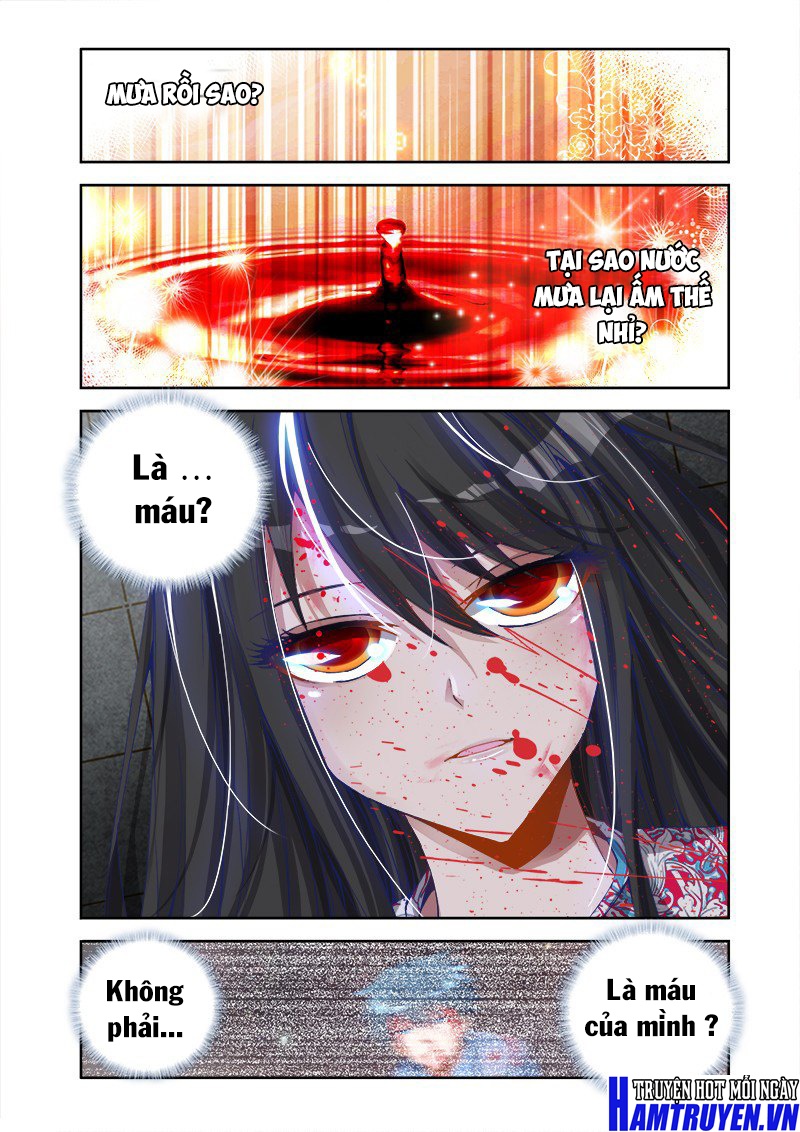 MƯA RỒI SAO?
TẠI SAO NƯỚC
MƯA LẠI ẤM THẾ
NHỈ?
Là ...
máu?
Không
phải...
Là máu
của mình ?
TRUYỆN HOT MỖI NGÀY
HAMTRUYEN.VN